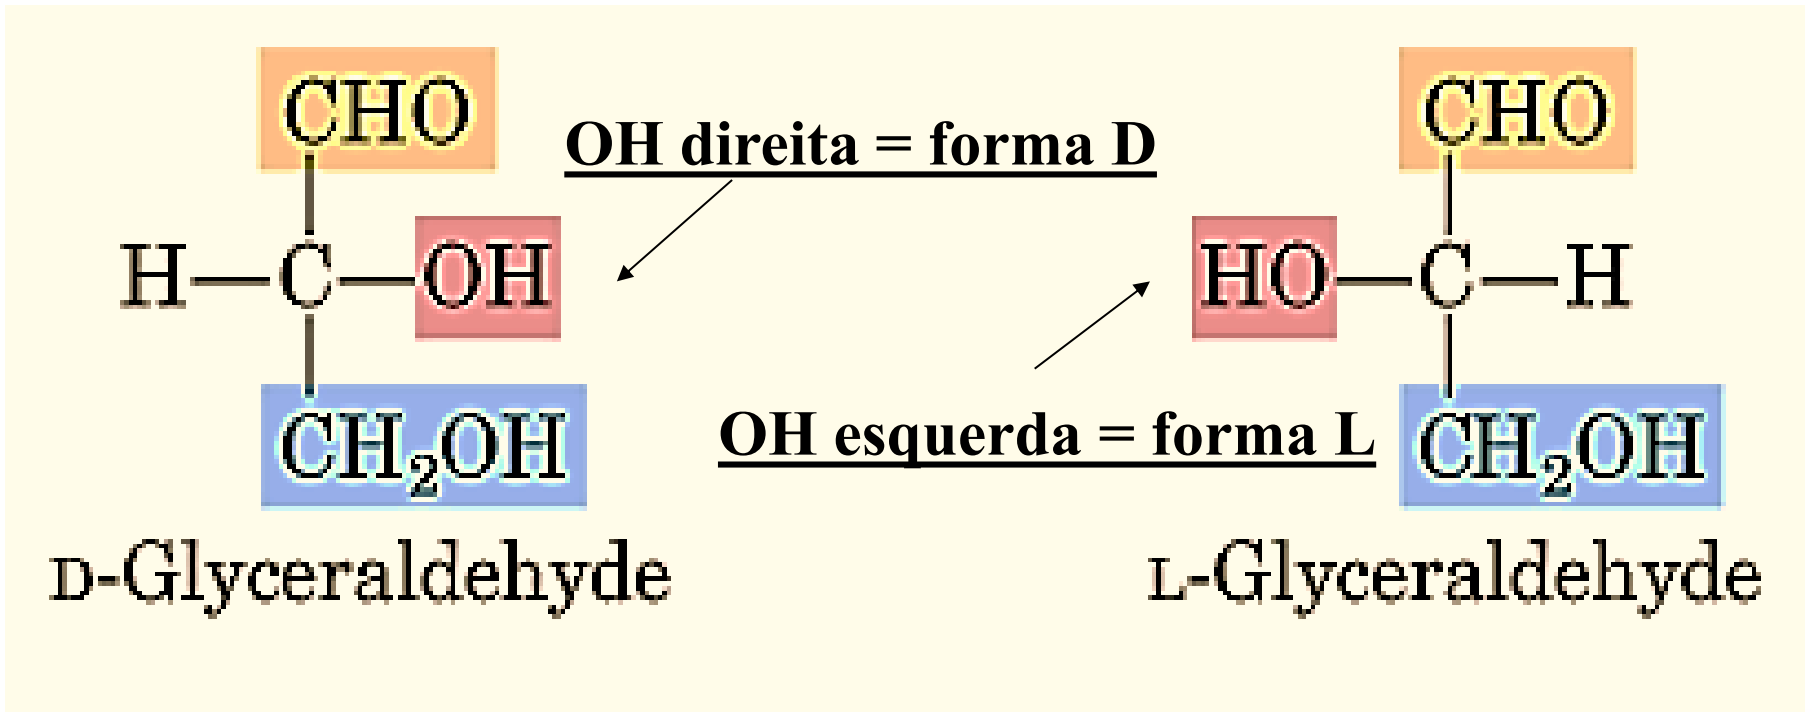 CHO
CHO
OH direita = forma D
H—C—OH
HO—C—H
CH₂OH
OH esquerda = forma L
CH₂OH
D-Glyceraldehyde
L-Glyceraldehyde